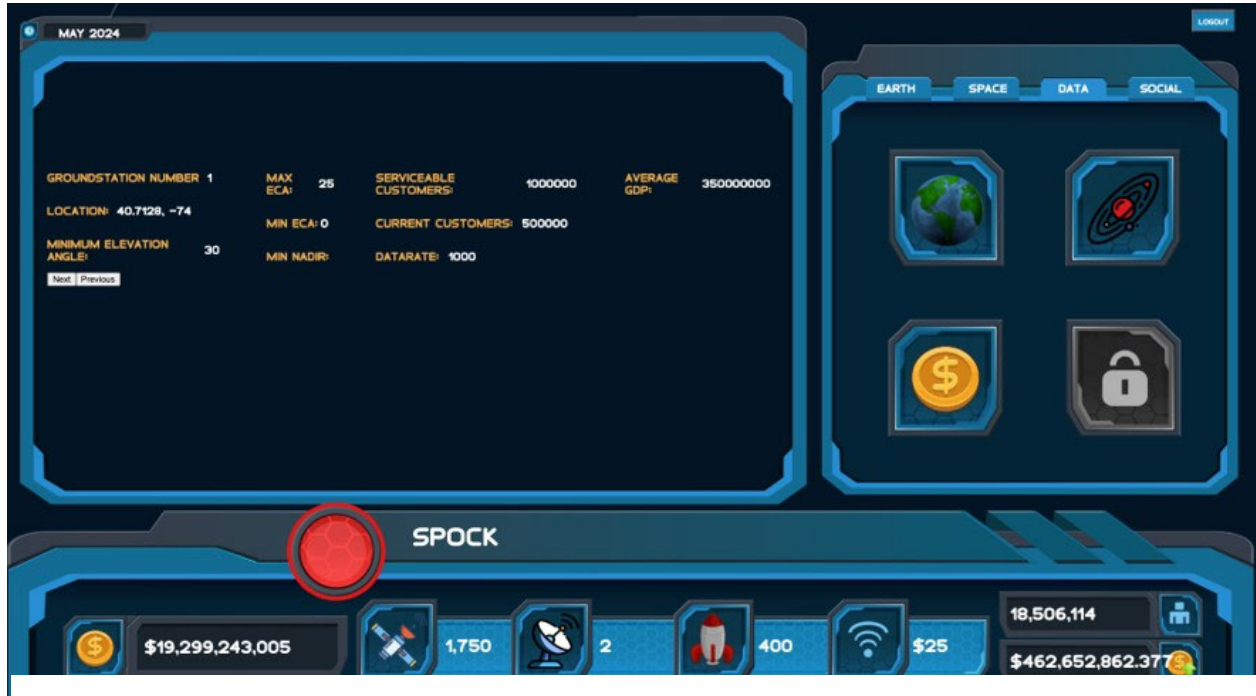 LOGOUT
MAY 2024
EARTH SPACE DATA SOCIAL
GROUNDSTATION NUMBER 1
LOCATION: 40.7128, -74
MINIMUM ELEVATION
ANGLE: 30
Next Previous
MAX
ECA: 25
MIN ECA: 0
MIN NADIR:
SERVICEABLE
CUSTOMERS: 1000000
CURRENT CUSTOMERS: 500000
DATARATE: 1000
AVERAGE
GDP: 350000000
SPOCK
$19,299,243,005
1,750
2
400
$25
18,506,114
$462,652,862.377